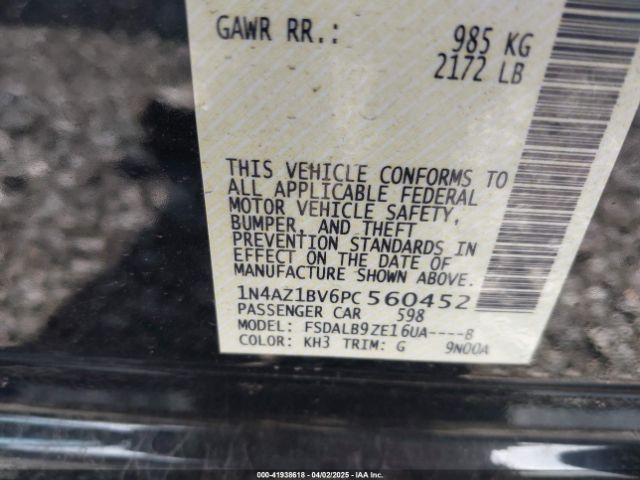 GAWR RR.: 985 KG
2172 LB
THIS VEHICLE CONFORMS TO
ALL APPLICABLE FEDERAL
MOTOR VEHICLE SAFETY,
BUMPER, AND THEFT
PREVENTION STANDARDS IN
EFFECT ON THE DATE OF
MANUFACTURE SHOWN ABOVE.
1N4AZ1BV6PC560452
PASSENGER CAR 598
MODEL: FSDALB9ZE16UA----B
COLOR: KH3 TRIM: G 9N00A
000-41938618 - 04/02/2025 - IAA Inc.